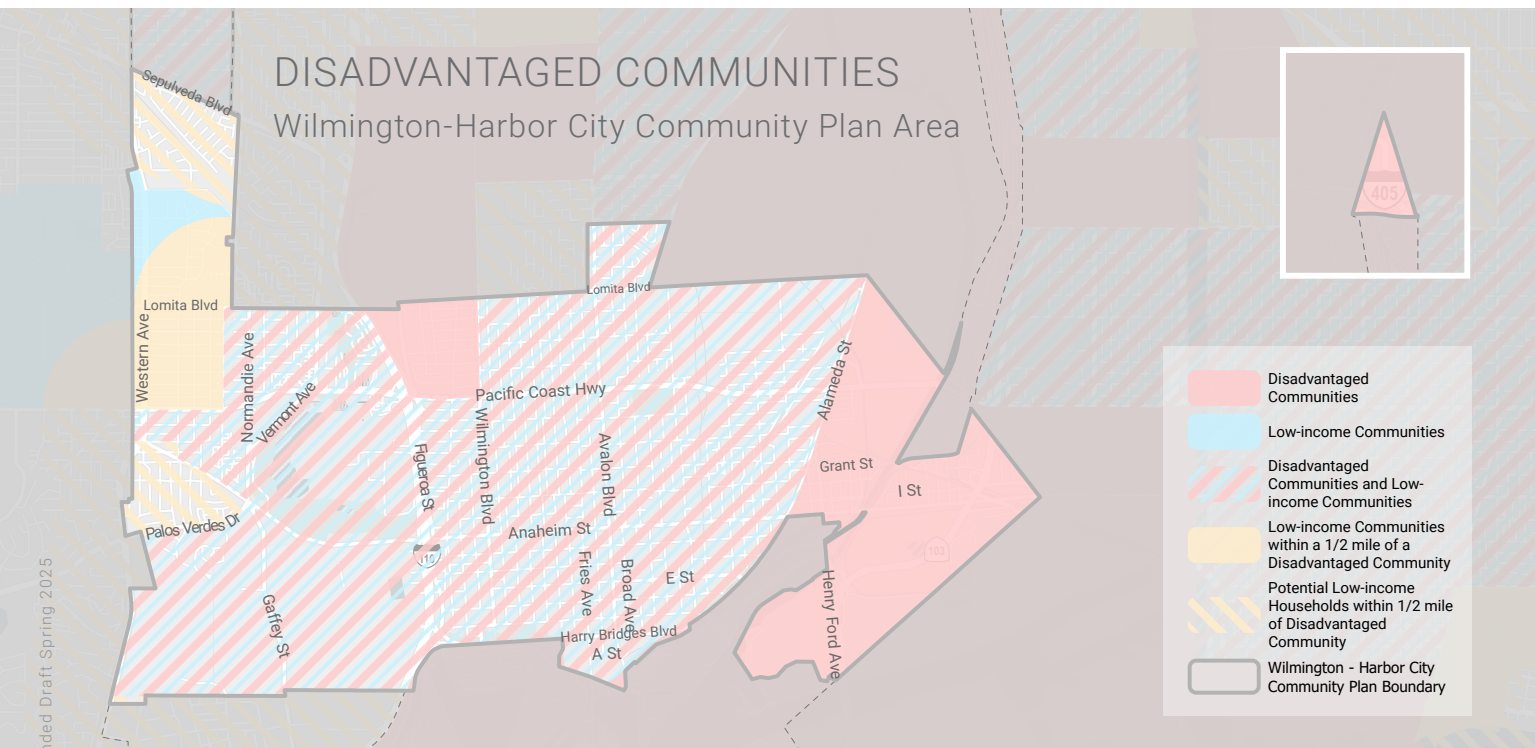 DISADVANTAGED COMMUNITIES
Wilmington-Harbor City Community Plan Area
Sepulveda Blvd
Lomita Blvd
Western Ave
Normandie Ave
Vermont Ave
Lomita Blvd
Pacific Coast Hwy
Figueroa St
Wilmington Blvd
Avalon Blvd
Alameda St
Grant St
I St
Palos Verdes Dr
Anaheim St
110
103
Fries Ave
Broad Ave
E St
Henry Ford Ave
Gaffey St
Harry Bridges Blvd
A St
405
Disadvantaged
Communities
Low-income Communities
Disadvantaged
Communities and Low-
income Communities
Low-income Communities
within a 1/2 mile of a
Disadvantaged Community
Potential Low-income
Households within 1/2 mile
of Disadvantaged
Community
Wilmington - Harbor City
Community Plan Boundary
Draft Spring 2025